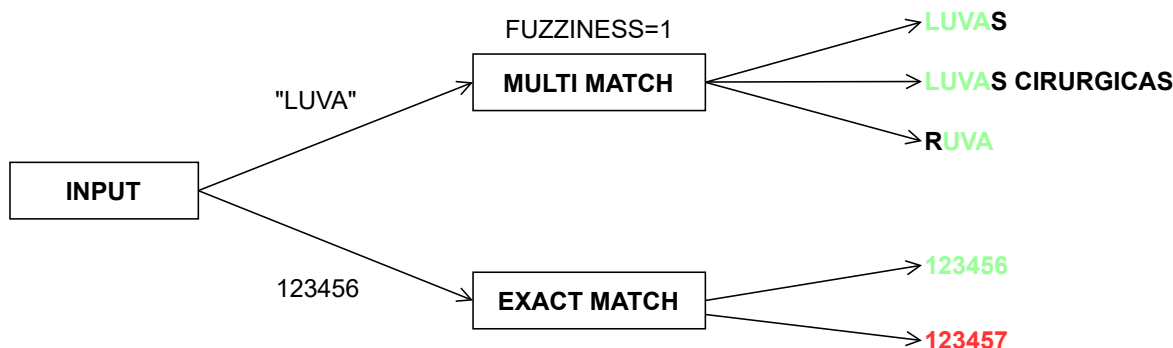 FUZZINESS=1
LUVAS
"LUVA"
MULTI MATCH
LUVAS CIRURGICAS
RUVA
INPUT
123456
EXACT MATCH
123456
123457